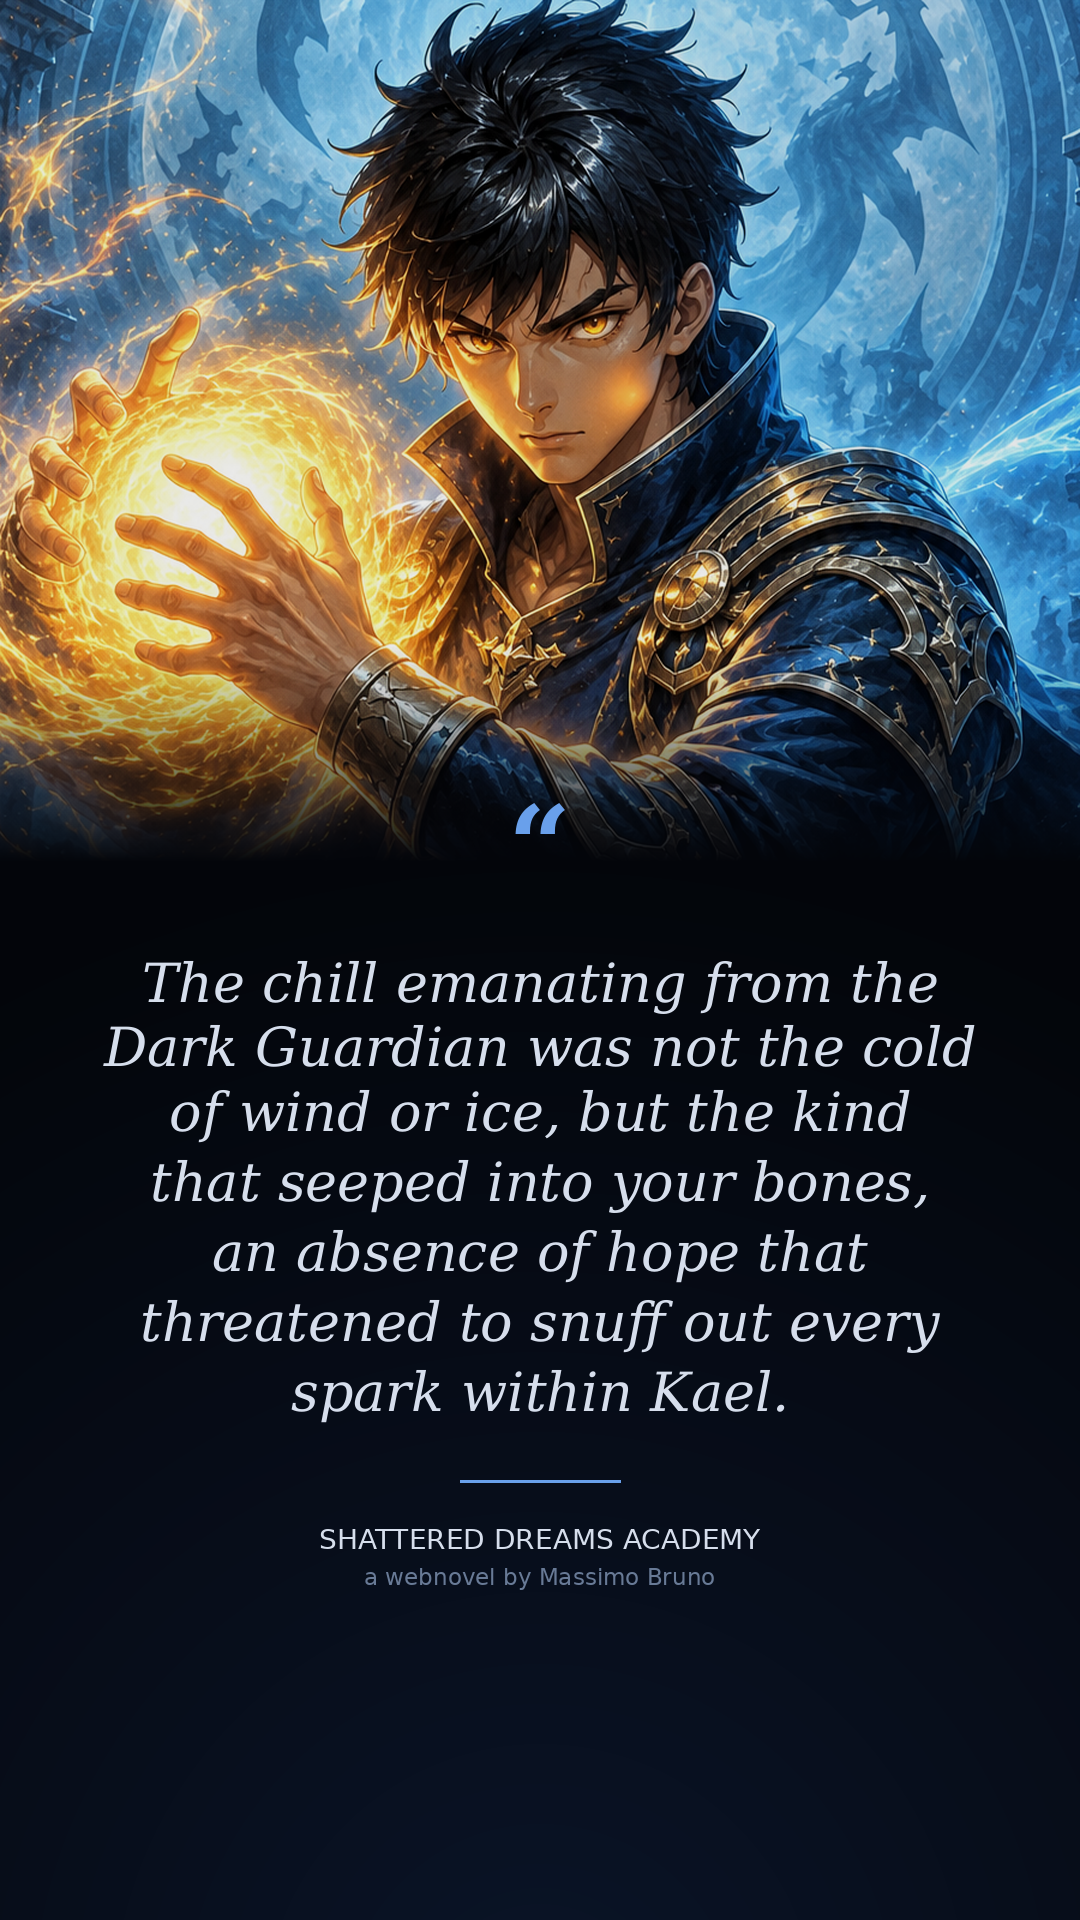 “
The chill emanating from the
Dark Guardian was not the cold
of wind or ice, but the kind
that seeped into your bones,
an absence of hope that
threatened to snuff out every
spark within Kael.
SHATTERED DREAMS ACADEMY
a webnovel by Massimo Bruno